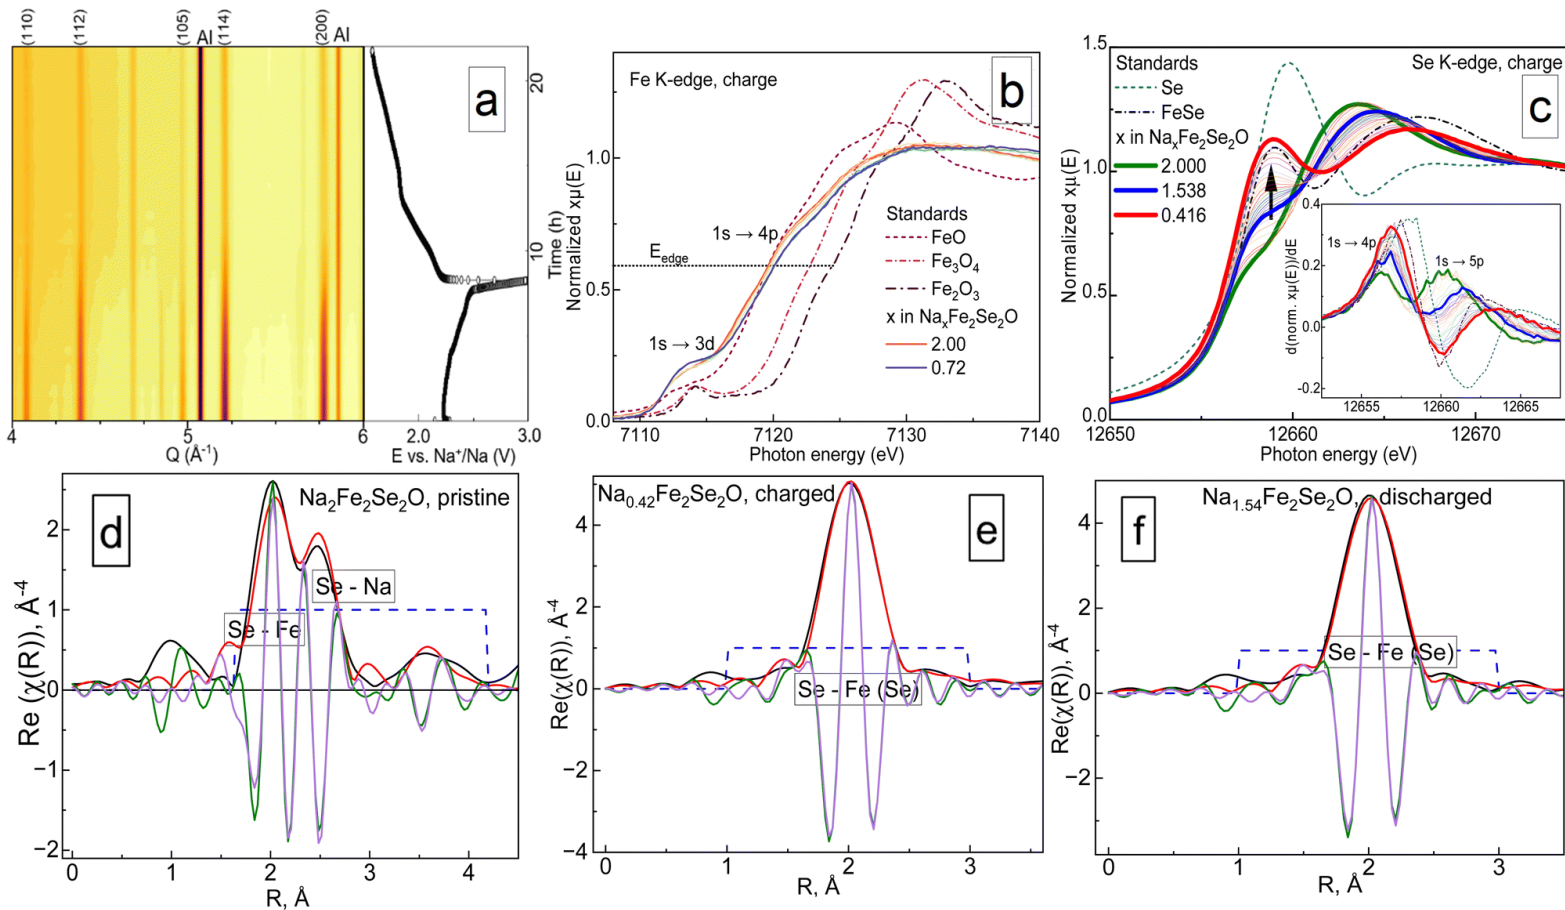 (110)
(112)
(105)
Al
(114)
(200)
Al
a
20
10
Time (h)
4
5
6
2.0
3.0
Q (Å⁻¹)
E vs. Na⁺/Na (V)
Fe K-edge, charge
b
Normalized xμ(E)
1.0
0.5
0.0
1s → 4p
E_edge
1s → 3d
Standards
FeO
Fe₃O₄
Fe₂O₃
x in NaₓFe₂Se₂O
2.00
0.72
7110
7120
7130
7140
Photon energy (eV)
Se K-edge, charge
c
Normalized xμ(E)
1.5
1.0
0.5
0.0
Standards
Se
FeSe
x in NaₓFe₂Se₂O
2.000
1.538
0.416
d(norm. xμ(E))/dE
0.4
0.2
0.0
-0.2
1s → 4p
1s → 5p
12655
12660
12665
12650
12660
12670
Photon energy (eV)
d
Na₂Fe₂Se₂O, pristine
Re (χ(R)), Å⁻⁴
2
1
0
−1
−2
Se - Na
Se - Fe
0
1
2
3
4
R, Å
Na₀.₄₂Fe₂Se₂O, charged
e
Re(χ(R)), Å⁻⁴
4
2
0
−2
−4
Se - Fe (Se)
0
1
2
3
R, Å
Na₁.₅₄Fe₂Se₂O, discharged
f
Re(χ(R)), Å⁻⁴
4
2
0
−2
Se - Fe (Se)
0
1
2
3
R, Å